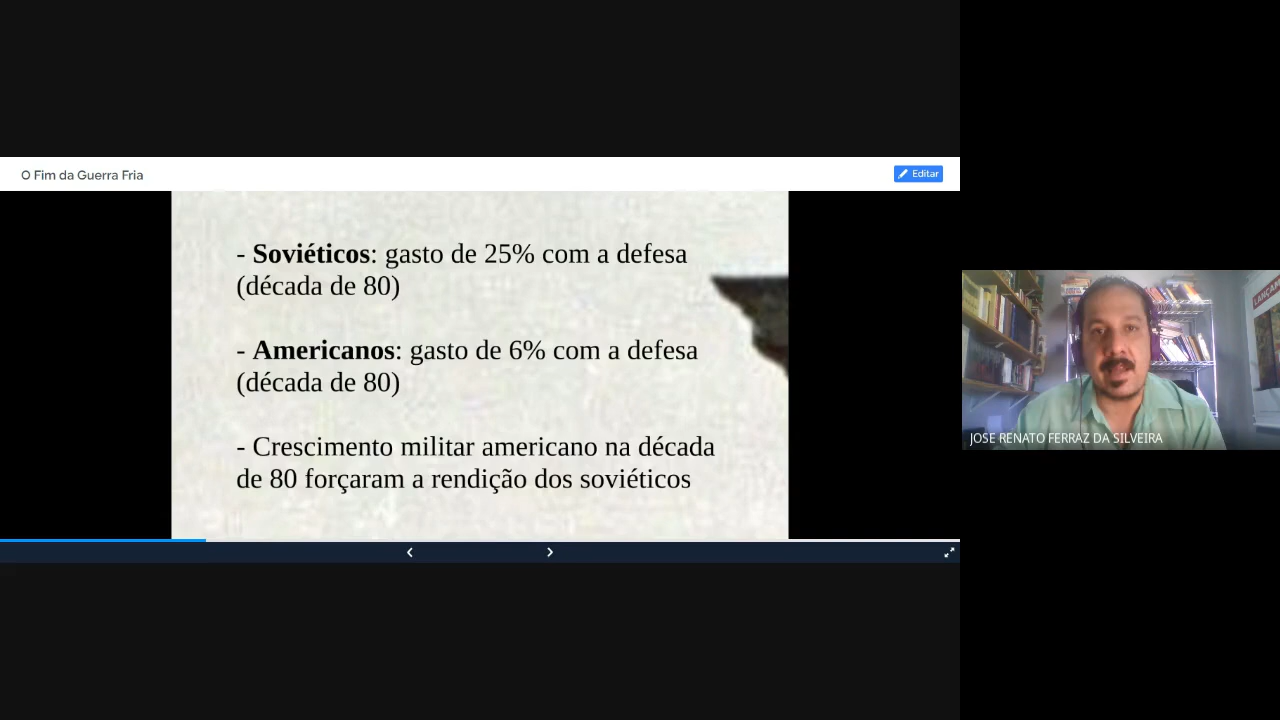 O Fim da Guerra Fria
Editar
- Soviéticos: gasto de 25% com a defesa
(década de 80)
- Americanos: gasto de 6% com a defesa
(década de 80)
- Crescimento militar americano na década
de 80 forçaram a rendição dos soviéticos
JOSE RENATO FERRAZ DA SILVEIRA